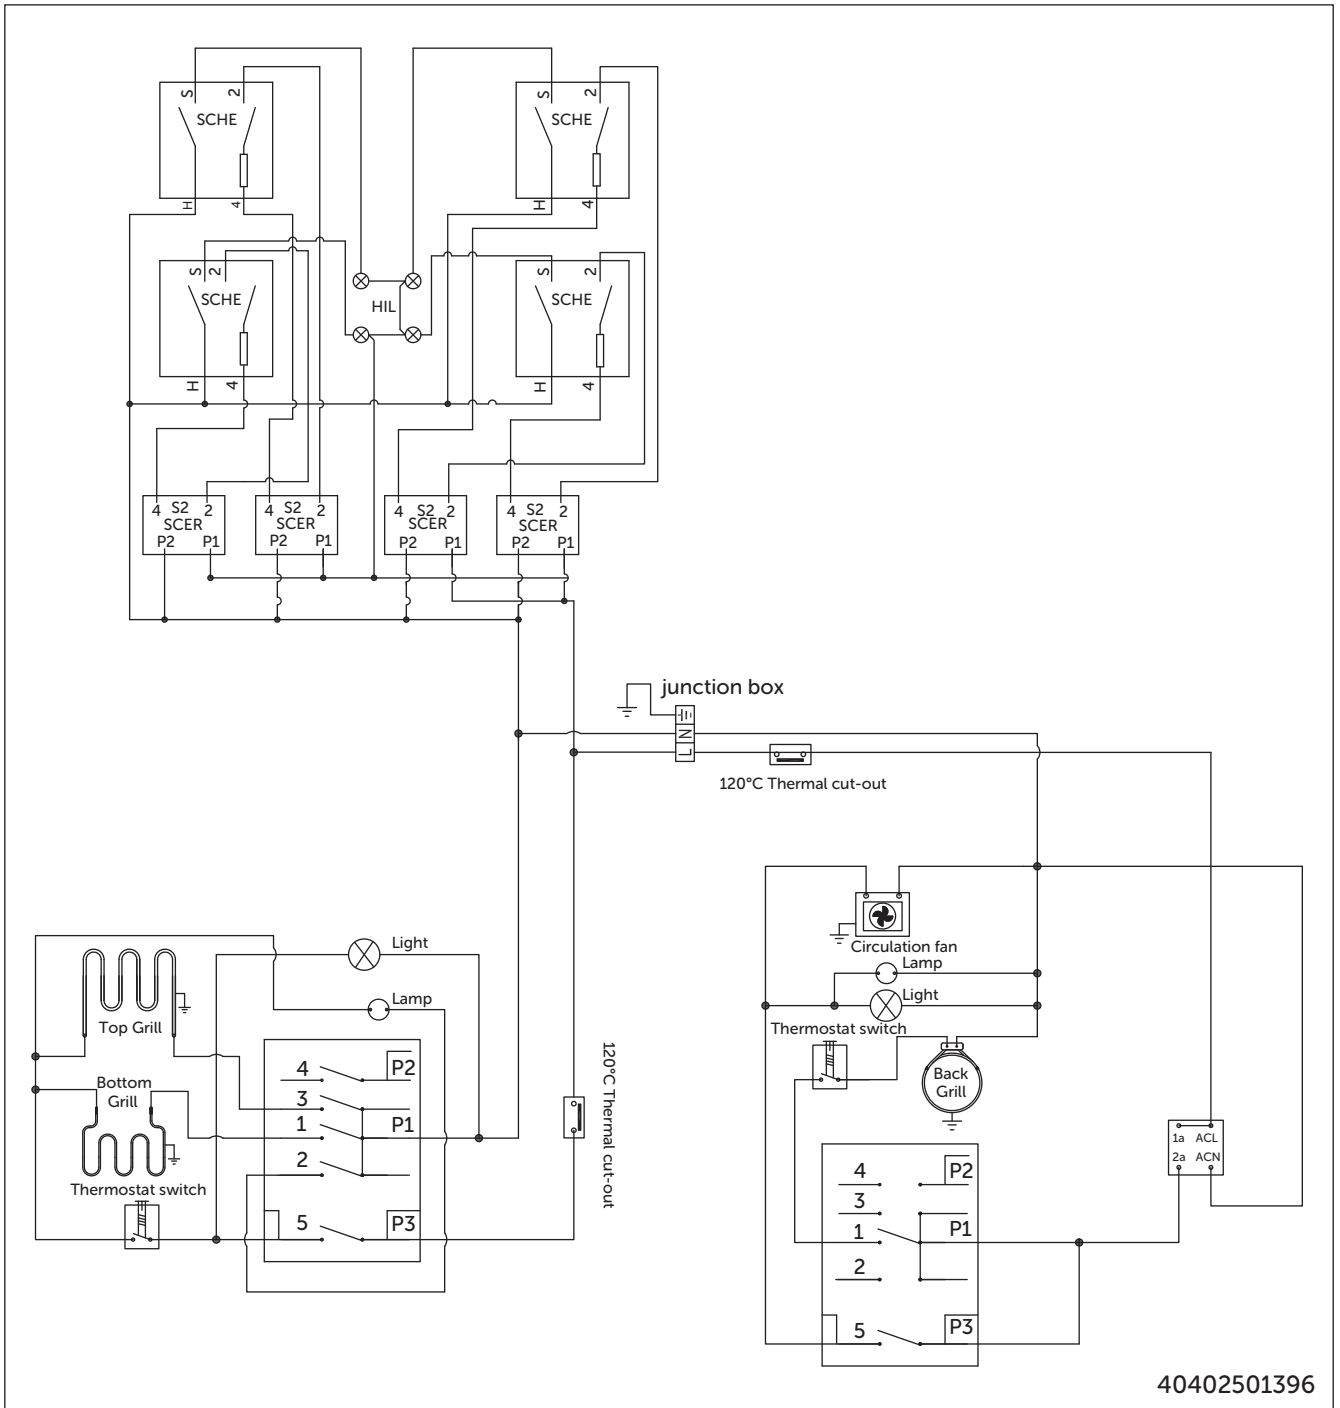 S 2 S 2
SCHE SCHE
H 4 H 4
S 2 S 2
SCHE SCHE
HIL
H 4 H 4
4 S2 2 4 S2 2 4 S2 2 4 S2 2
SCER SCER SCER SCER
P2 P1 P2 P1 P2 P1 P2 P1
junction box
N
L
120°C Thermal cut-out
Light
Lamp
Top Grill
Bottom
Grill
Thermostat switch
4 P2
3
1 P1
2
5 P3
120°C Thermal cut-out
Circulation fan
Lamp
Light
Thermostat switch
Back
Grill
1a ACL
2a ACN
4 P2
3
1 P1
2
5 P3
40402501396